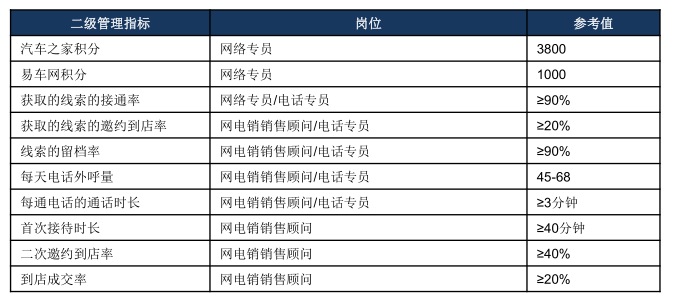 二级管理指标 岗位 参考值
汽车之家积分 网络专员 3800
易车网积分 网络专员 1000
获取的线索的接通率 网络专员/电话专员 ≥90%
获取的线索的邀约到店率 网电销销售顾问/电话专员 ≥20%
线索的留档率 网电销销售顾问/电话专员 ≥90%
每天电话外呼量 网电销销售顾问/电话专员 45-68
每通电话的通话时长 网电销销售顾问/电话专员 ≥3分钟
首次接待时长 网电销销售顾问 ≥40分钟
二次邀约到店率 网电销销售顾问 ≥40%
到店成交率 网电销销售顾问 ≥20%